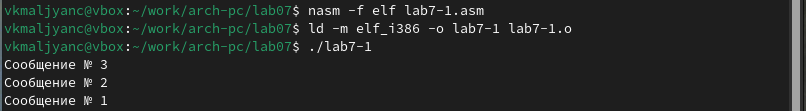 vkmaljyanc@vbox:~/work/arch-pc/lab07$ nasm -f elf lab7-1.asm
vkmaljyanc@vbox:~/work/arch-pc/lab07$ ld -m elf_i386 -o lab7-1 lab7-1.o
vkmaljyanc@vbox:~/work/arch-pc/lab07$ ./lab7-1
Сообщение № 3
Сообщение № 2
Сообщение № 1